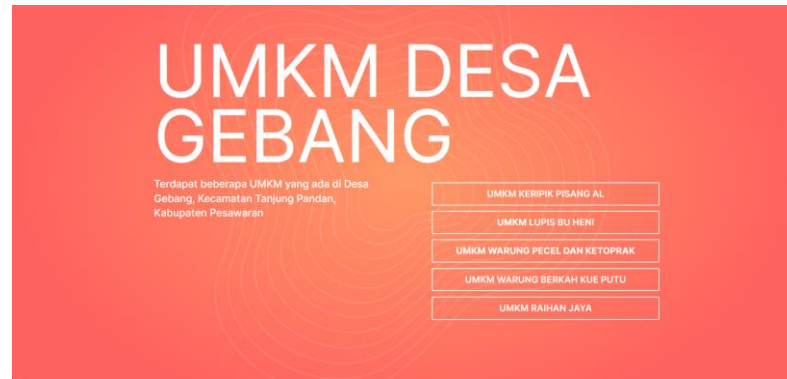 UMKM DESA
GEBANG
Terdapat beberapa UMKM yang ada di Desa
Gebang, Kecamatan Tanjung Pandan,
Kabupaten Pesawaran
UMKM KERIPIK PISANG AL
UMKM LUPIS BU HENI
UMKM WARUNG PECEL DAN KETOPRAK
UMKM WARUNG BERKAH KUE PUTU
UMKM RAIHAN JAYA